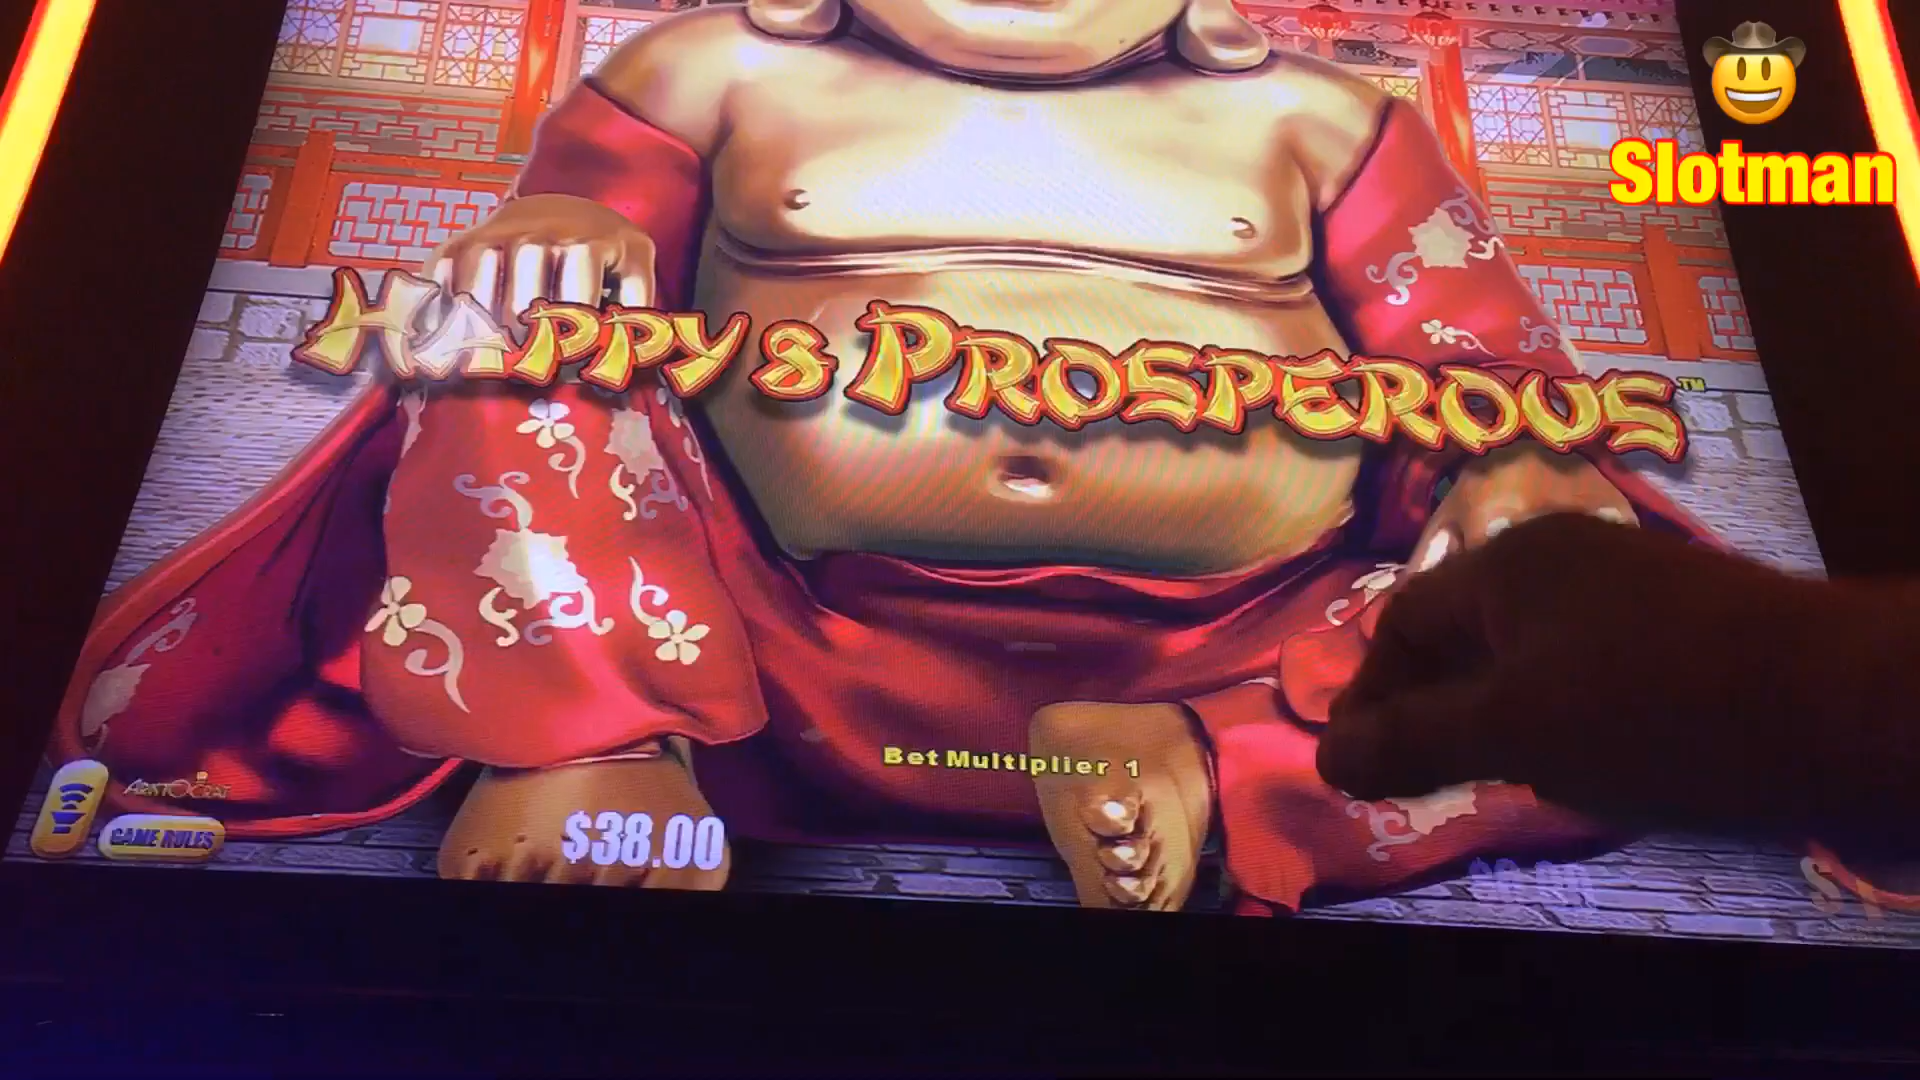 Slotman
HAPPY & PROSPEROUS™
Bet Multiplier 1
ARISTOCRAT
GAME RULES
$38.00